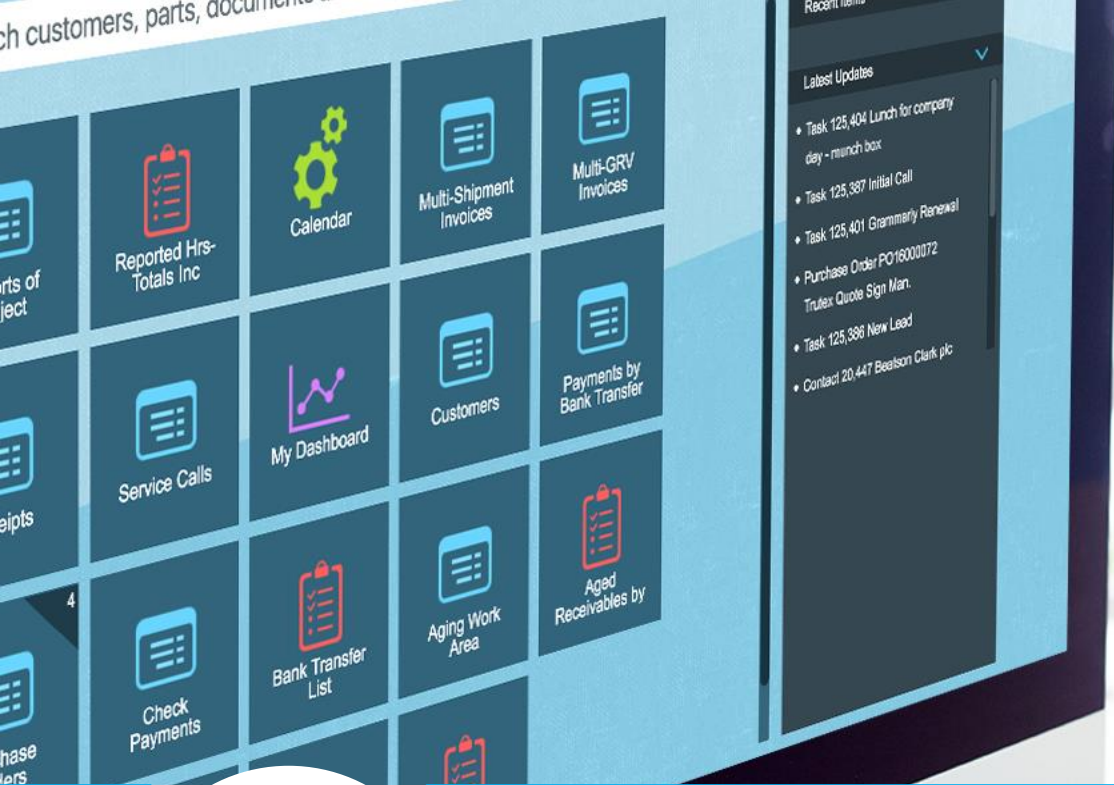 ch customers, parts, documents
Reported Hrs-
Totals Inc
Calendar
Multi-Shipment
Invoices
Multi-GRV
Invoices
rts of
ject
Service Calls
My Dashboard
Customers
Payments by
Bank Transfer
eipts
4
Check
Payments
Bank Transfer
List
Aging Work
Area
Aged
Receivables by
hase
ers
Recent Items
Latest Updates
• Task 125,404 Lunch for company
day - munch box
• Task 125,387 Initial Call
• Task 125,401 Grammarly Renewal
• Purchase Order PO16000072
Trutex Quote Sign Man.
• Task 125,386 New Lead
• Contact 20,447 Beatson Clark plc